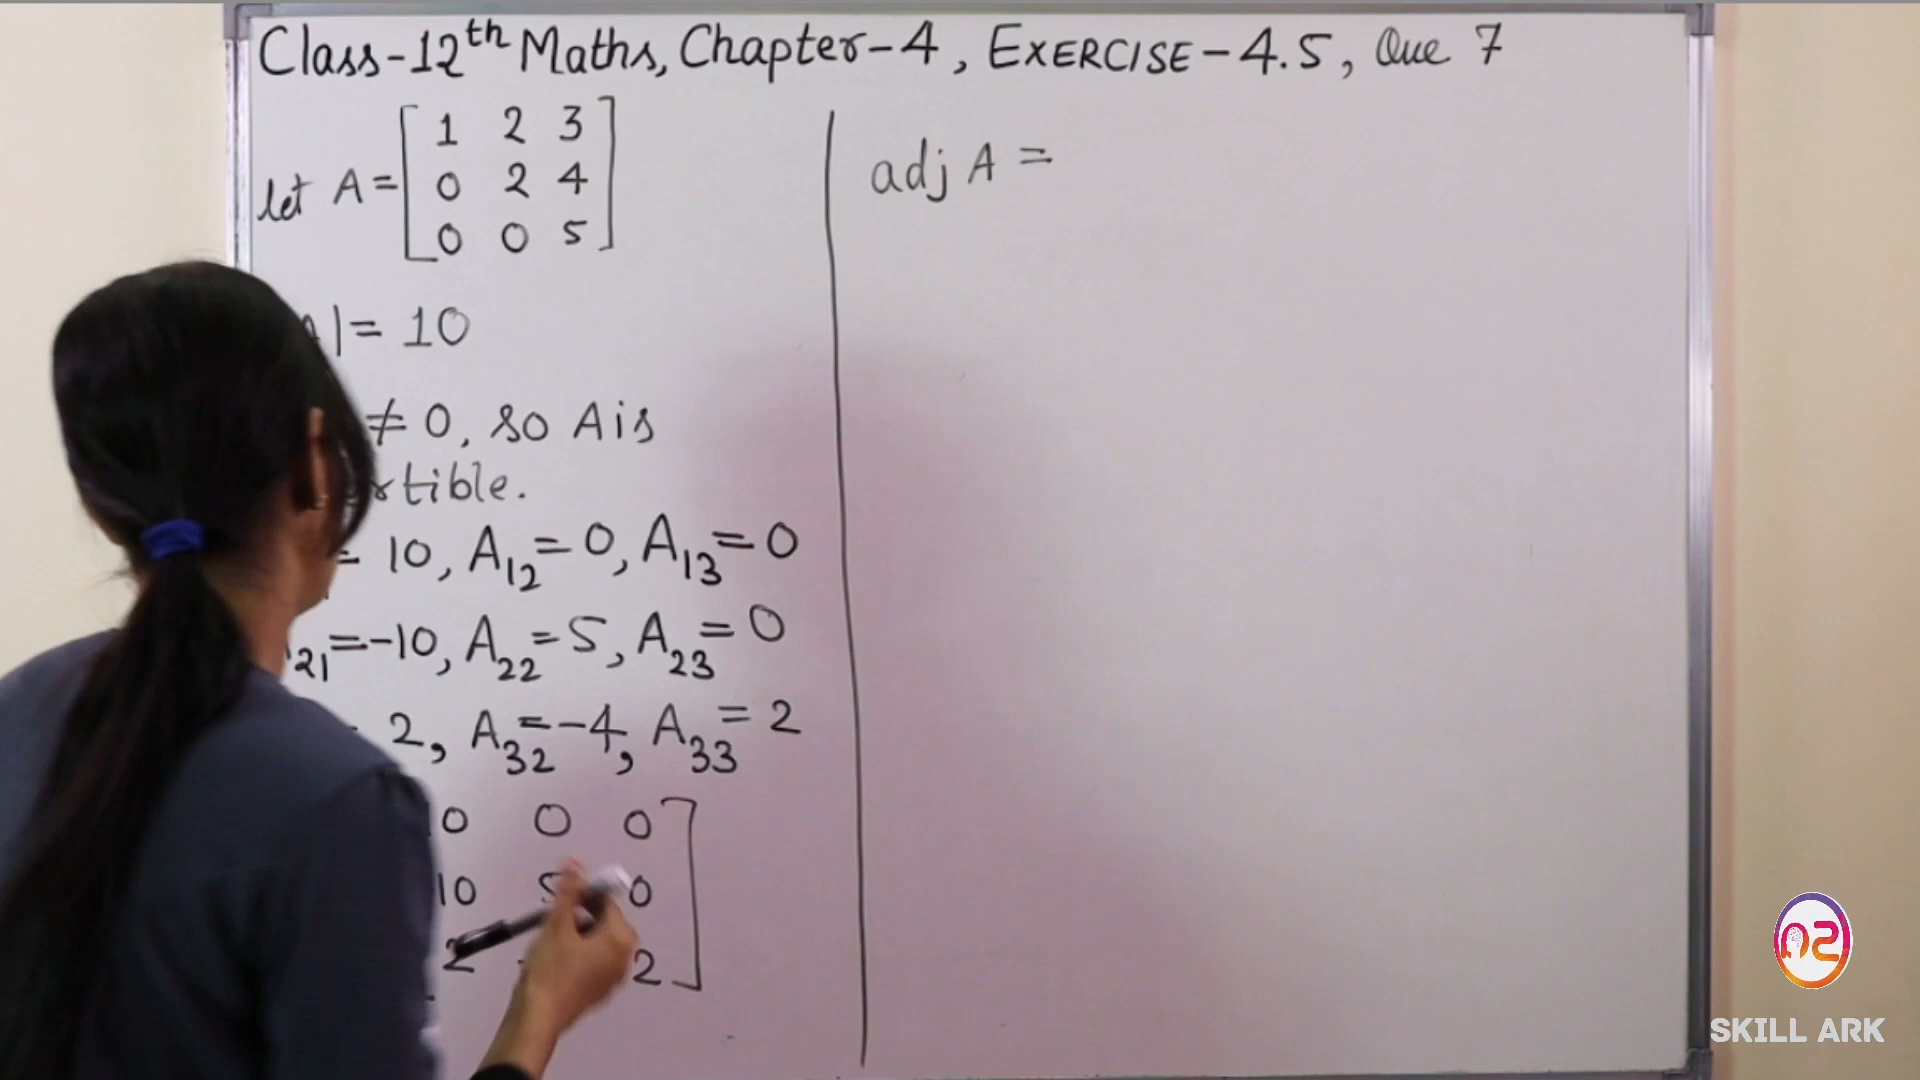 Class-12th Maths, Chapter-4, EXERCISE-4.5, Que 7
let A = [1 2 3
0 2 4
0 0 5]
|= 10
≠ 0, so A is
rtible.
= 10, A12 = 0, A13 = 0
21 = -10, A22 = 5, A23 = 0
= 2, A32 = -4, A33 = 2
0 0 0
10 5 0
2 2]
adj A =
SKILL ARK